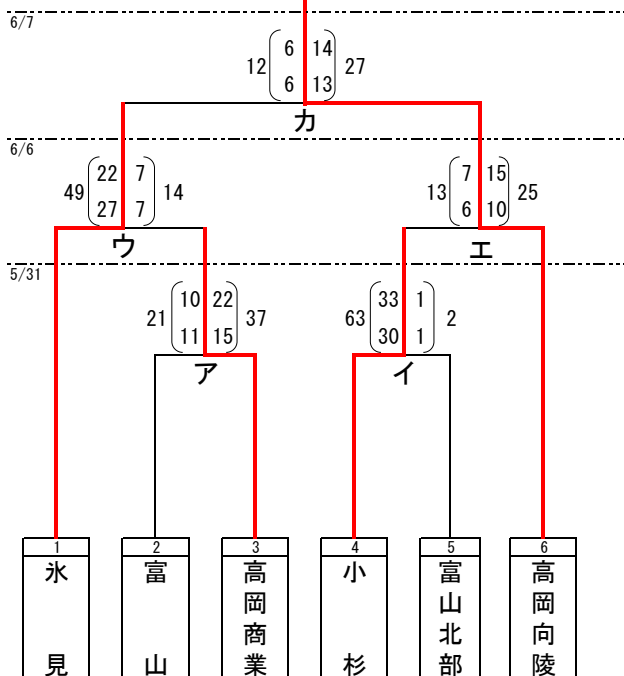 6/7
6 14
12 27
6 13
カ
6/6
22 7 7 15
49 14 13 25
27 7 6 10
ウ エ
5/31
10 22 33 1
21 37 63 2
11 15 30 1
ア イ
1 2 3 4 5 6
氷見
富山
高岡商業
小杉
富山北部
高岡向陵